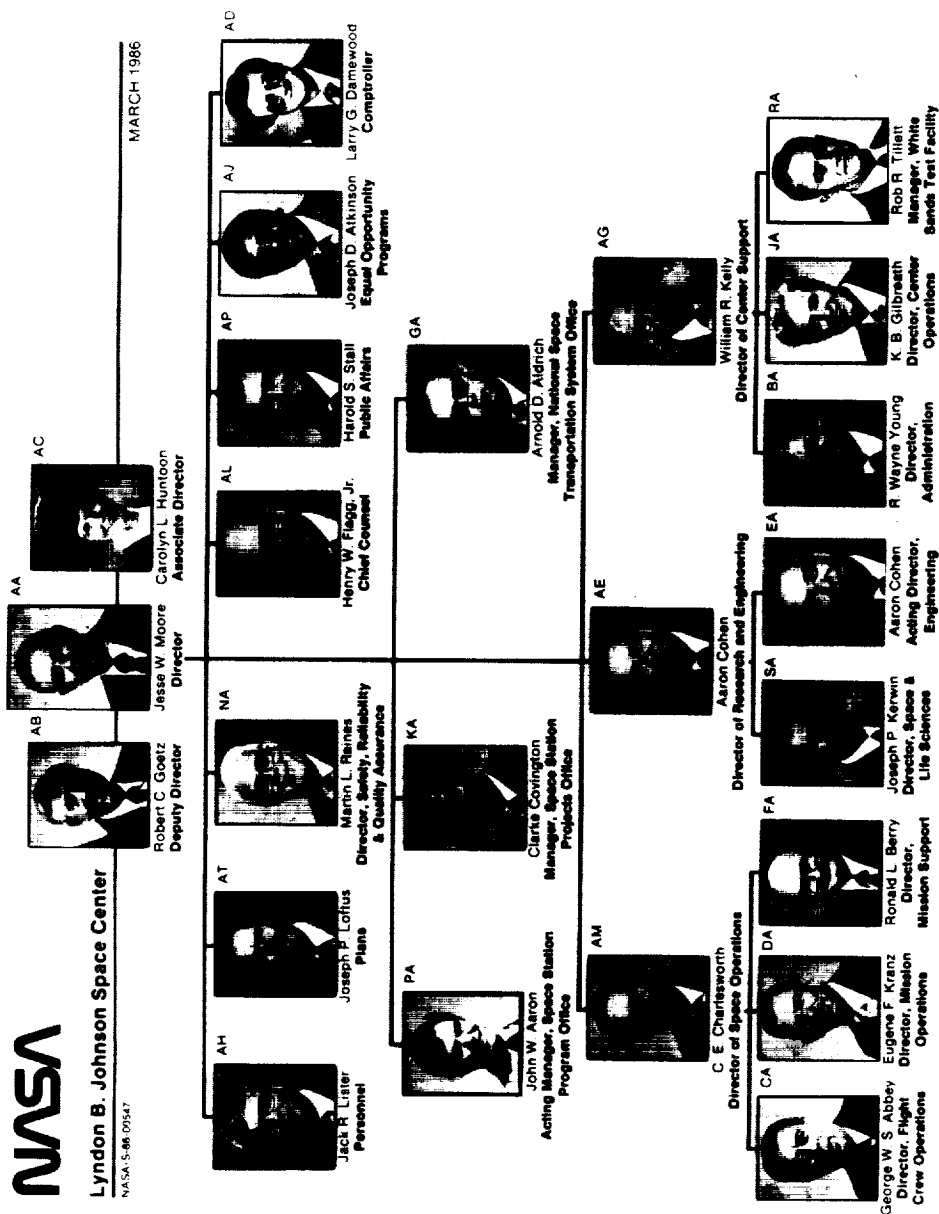 NASA
Lyndon B. Johnson Space Center
NASA-S-86-00547
MARCH 1986
AB
Robert C. Goetz
Deputy Director
AA
Jesse W. Moore
Director
AC
Carolyn L. Huntoon
Associate Director
AH
Jack R. Lister
Personnel
AT
Joseph P. Loftus
Plans
NA
Martin L. Raines
Director, Safety, Reliability
& Quality Assurance
AL
Henry W. Flagg, Jr.
Chief Counsel
AP
Harold S. Stall
Public Affairs
AJ
Joseph D. Atkinson
Equal Opportunity
Programs
AD
Larry G. Damewood
Comptroller
PA
John W. Aaron
Acting Manager, Space Station
Program Office
KA
Clarke Covington
Manager, Space Station
Projects Office
GA
Arnold D. Aldrich
Manager, National Space
Transportation System Office
AM
C. E. Charlesworth
Director of Space Operations
AE
Aaron Cohen
Director of Research and Engineering
AG
William R. Kelly
Director of Center Support
CA
George W. S. Abbey
Director, Flight
Crew Operations
DA
Eugene F. Kranz
Director, Mission
Operations
FA
Ronald L. Berry
Director,
Mission Support
SA
Joseph P. Kerwin
Director, Space &
Life Sciences
EA
Aaron Cohen
Acting Director,
Engineering
BA
R. Wayne Young
Director,
Administration
JA
K. B. Gilbreath
Director, Center
Operations
RA
Rob R. Tillett
Manager, White
Sands Test Facility